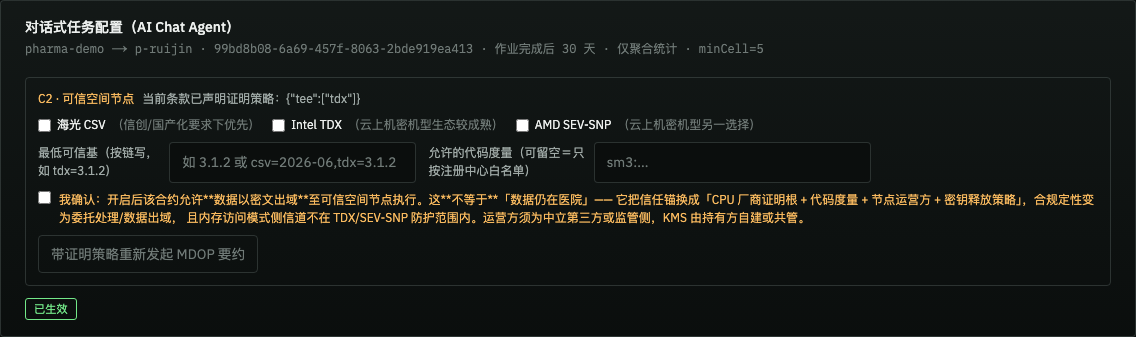 对话式任务配置（AI Chat Agent）
pharma-demo ⟶ p-ruijin · 99bd8b08-6a69-457f-8063-2bde919ea413 · 作业完成后 30 天 · 仅聚合统计 · minCell=5
C2 · 可信空间节点 当前条款已声明证明策略：{"tee":["tdx"]}
海光 CSV （信创/国产化要求下优先） Intel TDX （云上机密机型生态较成熟） AMD SEV-SNP （云上机密机型另一选择）
最低可信基（按链写，
如 tdx=3.1.2）
如 3.1.2 或 csv=2026-06,tdx=3.1.2
允许的代码度量（可留空＝只
按注册中心白名单）
sm3:...
我确认：开启后该合约允许**数据以密文出域**至可信空间节点执行。这**不等于**「数据仍在医院」—— 它把信任锚换成「CPU 厂商证明根 + 代码度量 + 节点运营方 + 密钥释放策略」，合规定性变
为委托处理/数据出域， 且内存访问模式侧信道不在 TDX/SEV-SNP 防护范围内。运营方须为中立第三方或监管侧，KMS 由持有方自建或共管。
带证明策略重新发起 MDOP 要约
已生效